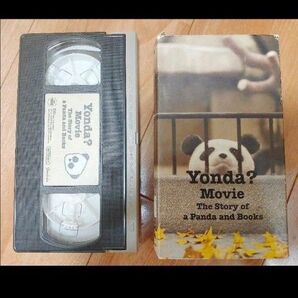 Yonda?
Movie
The Story of
a Panda and Books
Yonda?
Movie
The Story of
a Panda and Books